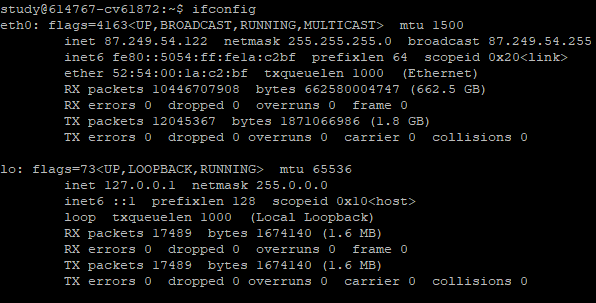 study@614767-cv61872:~$ ifconfig
eth0: flags=4163<UP,BROADCAST,RUNNING,MULTICAST>  mtu 1500
        inet 87.249.54.122  netmask 255.255.255.0  broadcast 87.249.54.255
        inet6 fe80::5054:ff:fe1a:c2bf  prefixlen 64  scopeid 0x20<link>
        ether 52:54:00:1a:c2:bf  txqueuelen 1000  (Ethernet)
        RX packets 10446707908  bytes 662580004747 (662.5 GB)
        RX errors 0  dropped 0  overruns 0  frame 0
        TX packets 12045367  bytes 1871066986 (1.8 GB)
        TX errors 0  dropped 0 overruns 0  carrier 0  collisions 0

lo: flags=73<UP,LOOPBACK,RUNNING>  mtu 65536
        inet 127.0.0.1  netmask 255.0.0.0
        inet6 ::1  prefixlen 128  scopeid 0x10<host>
        loop  txqueuelen 1000  (Local Loopback)
        RX packets 17489  bytes 1674140 (1.6 MB)
        RX errors 0  dropped 0  overruns 0  frame 0
        TX packets 17489  bytes 1674140 (1.6 MB)
        TX errors 0  dropped 0 overruns 0  carrier 0  collisions 0